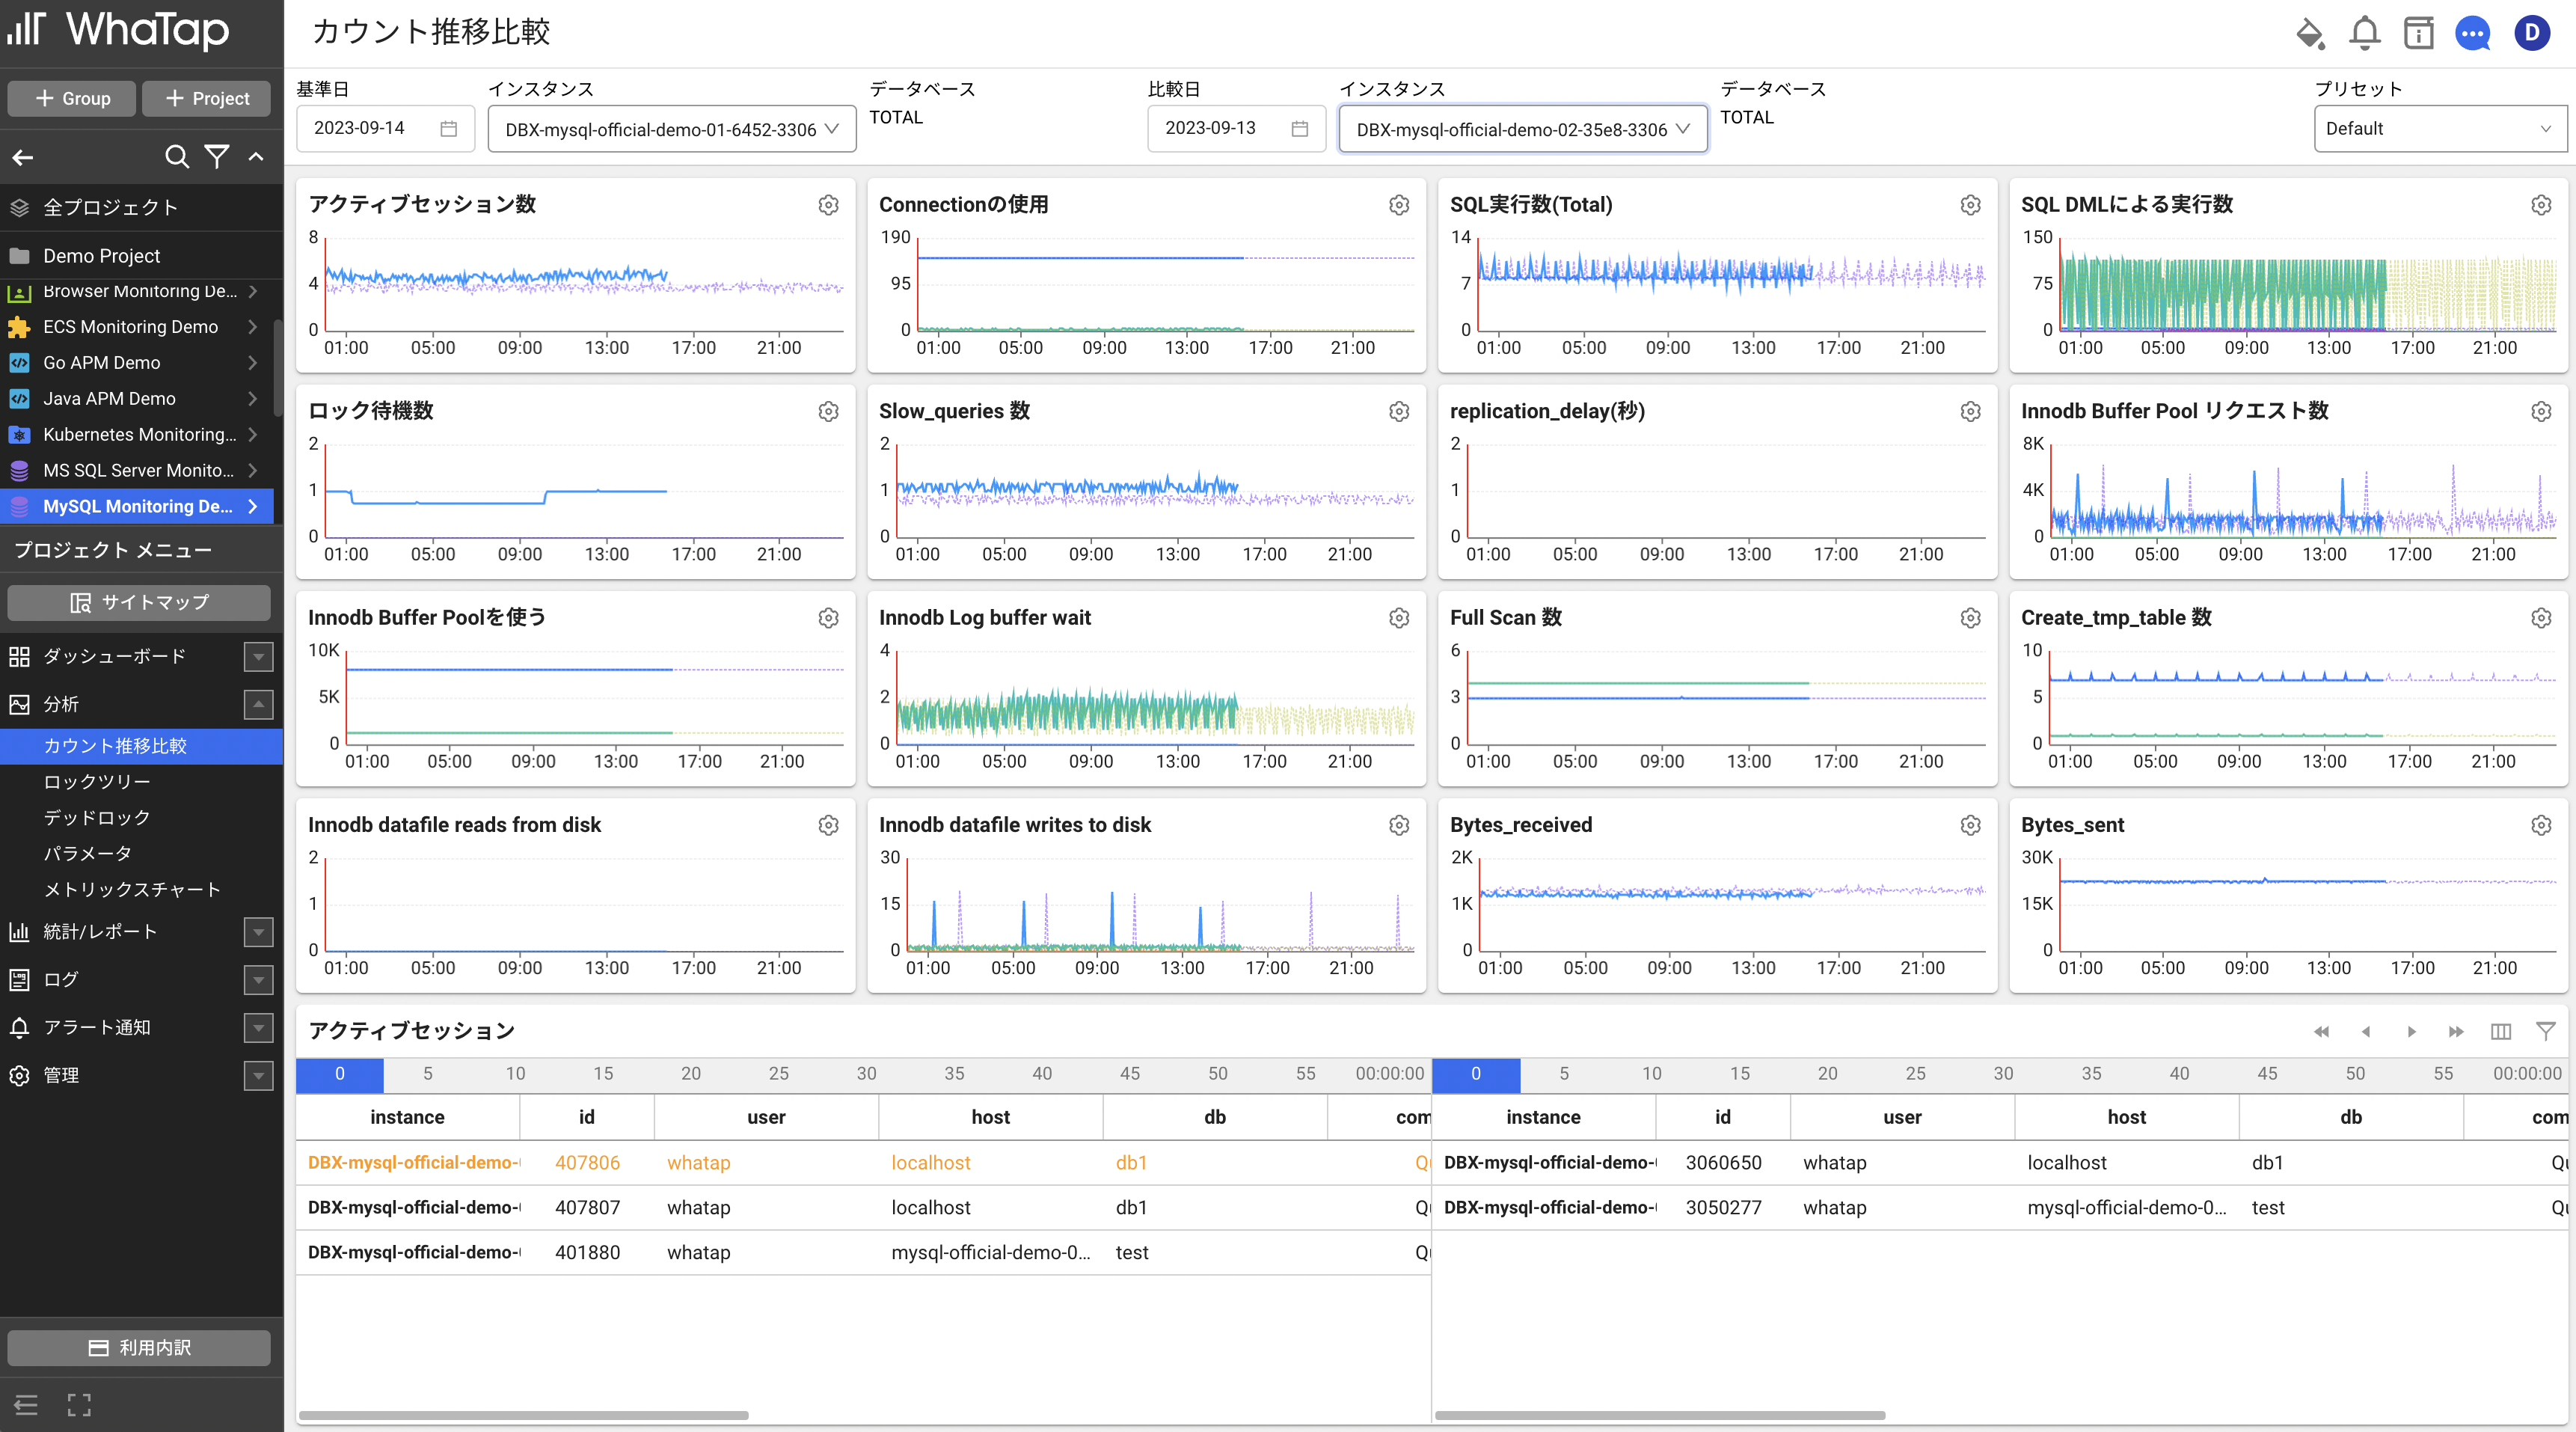 WhaTap
カウント推移比較
D
+ Group
+ Project
全プロジェクト
Demo Project
Browser Monitoring De...
ECS Monitoring Demo
Go APM Demo
Java APM Demo
Kubernetes Monitoring...
MS SQL Server Monito...
MySQL Monitoring De...
プロジェクト メニュー
サイトマップ
ダッシューボード
分析
カウント推移比較
ロックツリー
デッドロック
パラメータ
メトリックスチャート
統計/レポート
ログ
アラート通知
管理
利用内訳
基準日 インスタンス データベース 比較日 インスタンス データベース プリセット
2023-09-14 DBX-mysql-official-demo-01-6452-3306 TOTAL 2023-09-13 DBX-mysql-official-demo-02-35e8-3306 TOTAL Default
アクティブセッション数
8
4
0
01:00 05:00 09:00 13:00 17:00 21:00
Connectionの使用
190
95
0
01:00 05:00 09:00 13:00 17:00 21:00
SQL実行数(Total)
14
7
0
01:00 05:00 09:00 13:00 17:00 21:00
SQL DMLによる実行数
150
75
0
01:00 05:00 09:00 13:00 17:00 21:00
ロック待機数
2
1
0
01:00 05:00 09:00 13:00 17:00 21:00
Slow_queries 数
2
1
0
01:00 05:00 09:00 13:00 17:00 21:00
replication_delay(秒)
2
1
0
01:00 05:00 09:00 13:00 17:00 21:00
Innodb Buffer Pool リクエスト数
8K
4K
0
01:00 05:00 09:00 13:00 17:00 21:00
Innodb Buffer Poolを使う
10K
5K
0
01:00 05:00 09:00 13:00 17:00 21:00
Innodb Log buffer wait
4
2
0
01:00 05:00 09:00 13:00 17:00 21:00
Full Scan 数
6
3
0
01:00 05:00 09:00 13:00 17:00 21:00
Create_tmp_table 数
10
5
0
01:00 05:00 09:00 13:00 17:00 21:00
Innodb datafile reads from disk
2
1
0
01:00 05:00 09:00 13:00 17:00 21:00
Innodb datafile writes to disk
30
15
0
01:00 05:00 09:00 13:00 17:00 21:00
Bytes_received
2K
1K
0
01:00 05:00 09:00 13:00 17:00 21:00
Bytes_sent
30K
15K
0
01:00 05:00 09:00 13:00 17:00 21:00
アクティブセッション
0 5 10 15 20 25 30 35 40 45 50 55 00:00:00
instance id user host db com
DBX-mysql-official-demo- 407806 whatap localhost db1 Q
DBX-mysql-official-demo- 407807 whatap localhost db1 Q
DBX-mysql-official-demo- 401880 whatap mysql-official-demo-0... test Q
0 5 10 15 20 25 30 35 40 45 50 55 00:00:00
instance id user host db com
DBX-mysql-official-demo- 3060650 whatap localhost db1 Qu
DBX-mysql-official-demo- 3050277 whatap mysql-official-demo-0... test Qu